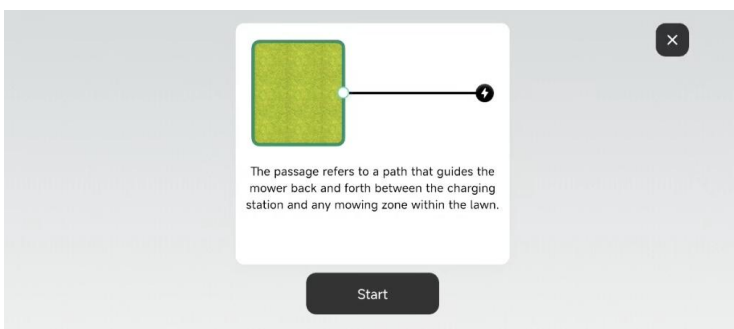 The passage refers to a path that guides the
mower back and forth between the charging
station and any mowing zone within the lawn.
Start